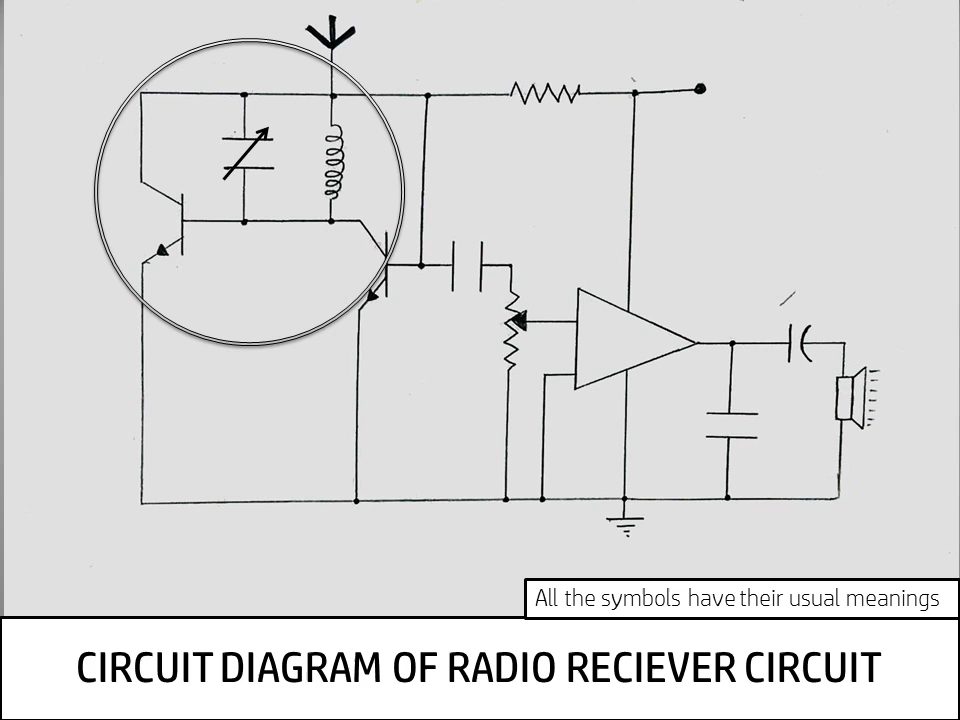 All the symbols have their usual meanings
CIRCUIT DIAGRAM OF RADIO RECIEVER CIRCUIT